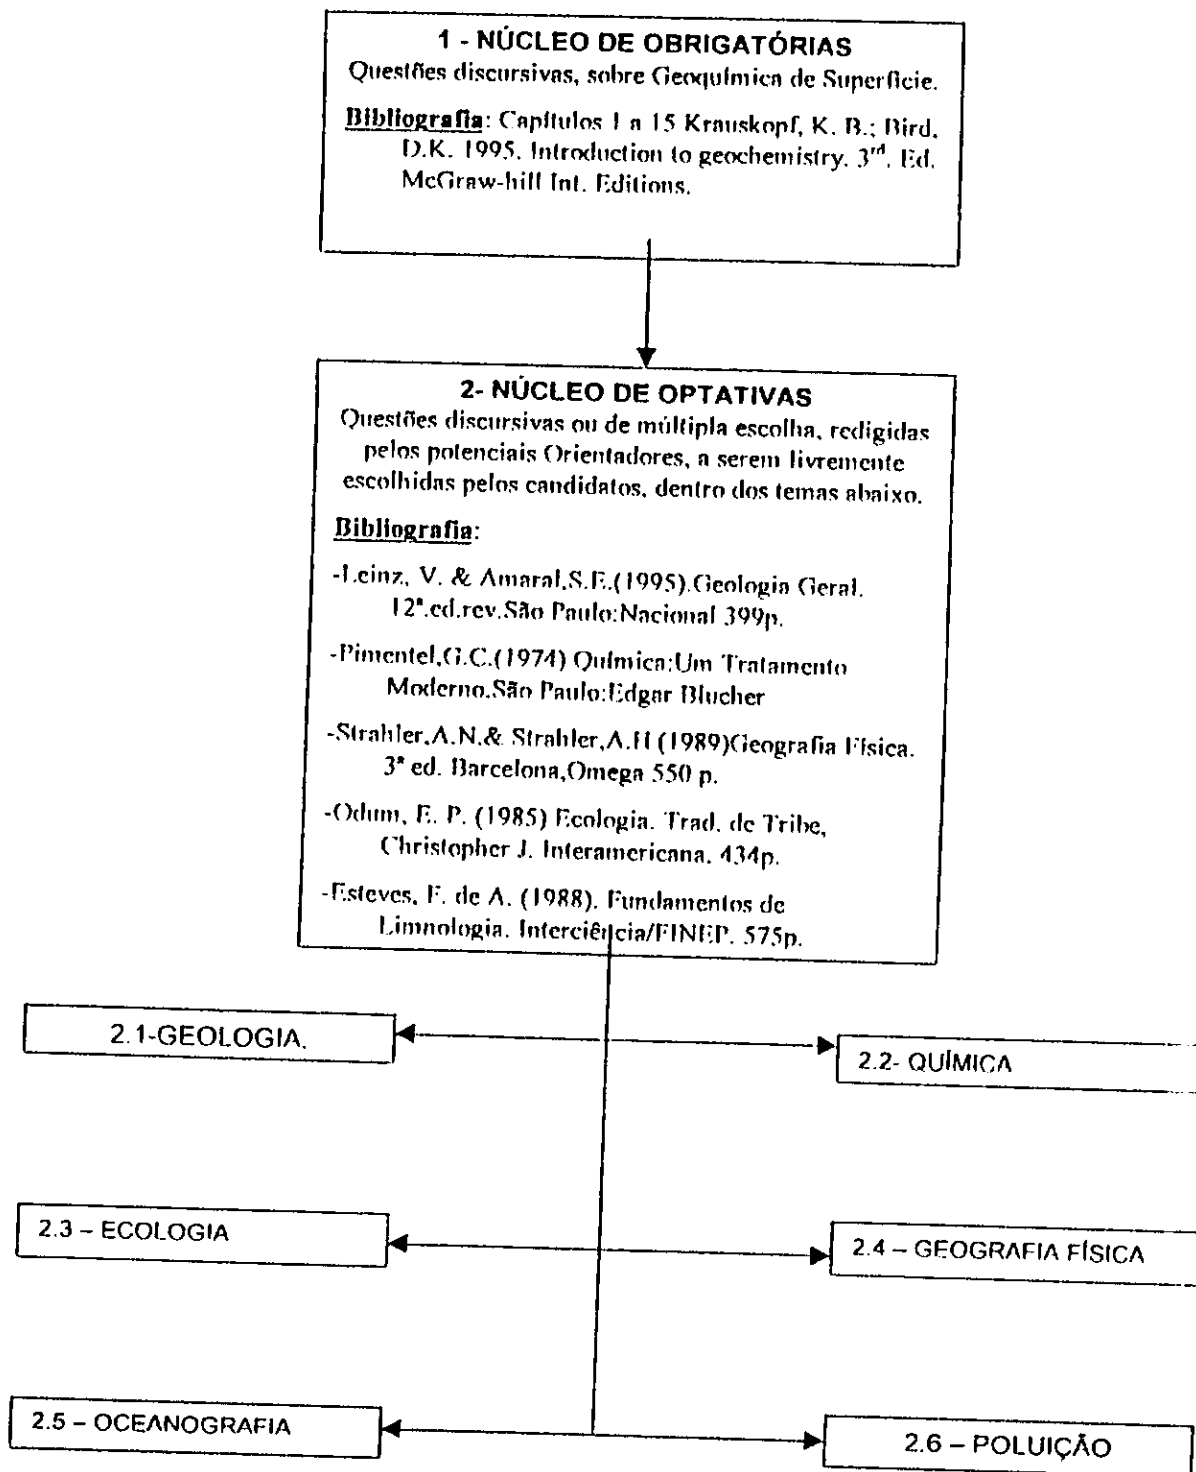 1 - NÚCLEO DE OBRIGATÓRIAS
Questões discursivas, sobre Geoquímica de Superfície.
Bibliografia: Capítulos 1 a 15 Krauskopf, K. B.; Bird,
D.K. 1995. Introduction to geochemistry. 3rd. Ed.
McGraw-hill Int. Editions.
2- NÚCLEO DE OPTATIVAS
Questões discursivas ou de múltipla escolha, redigidas
pelos potenciais Orientadores, a serem livremente
escolhidas pelos candidatos, dentro dos temas abaixo.
Bibliografia:
-Leinz, V. & Amaral,S.E.(1995).Geologia Geral.
12ª.ed.rev.São Paulo:Nacional 399p.
-Pimentel,G.C.(1974) Química:Um Tratamento
Moderno.São Paulo:Edgar Blucher
-Strahler,A.N.& Strahler,A.H (1989)Geografia Física.
3ª ed. Barcelona,Omega 550 p.
-Odum, E. P. (1985) Ecologia. Trad. de Tribe,
Christopher J. Interamericana. 434p.
-Esteves, F. de A. (1988). Fundamentos de
Limnologia. Interciência/FINEP. 575p.
2.1-GEOLOGIA.
2.2- QUÍMICA
2.3 – ECOLOGIA
2.4 – GEOGRAFIA FÍSICA
2.5 – OCEANOGRAFIA
2.6 – POLUIÇÃO